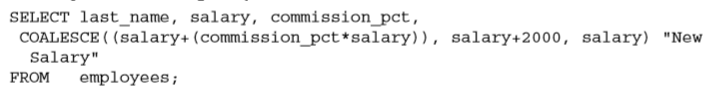 SELECT last_name, salary, commission_pct,
COALESCE((salary+(commission_pct*salary)), salary+2000, salary) "New
Salary"
FROM employees;